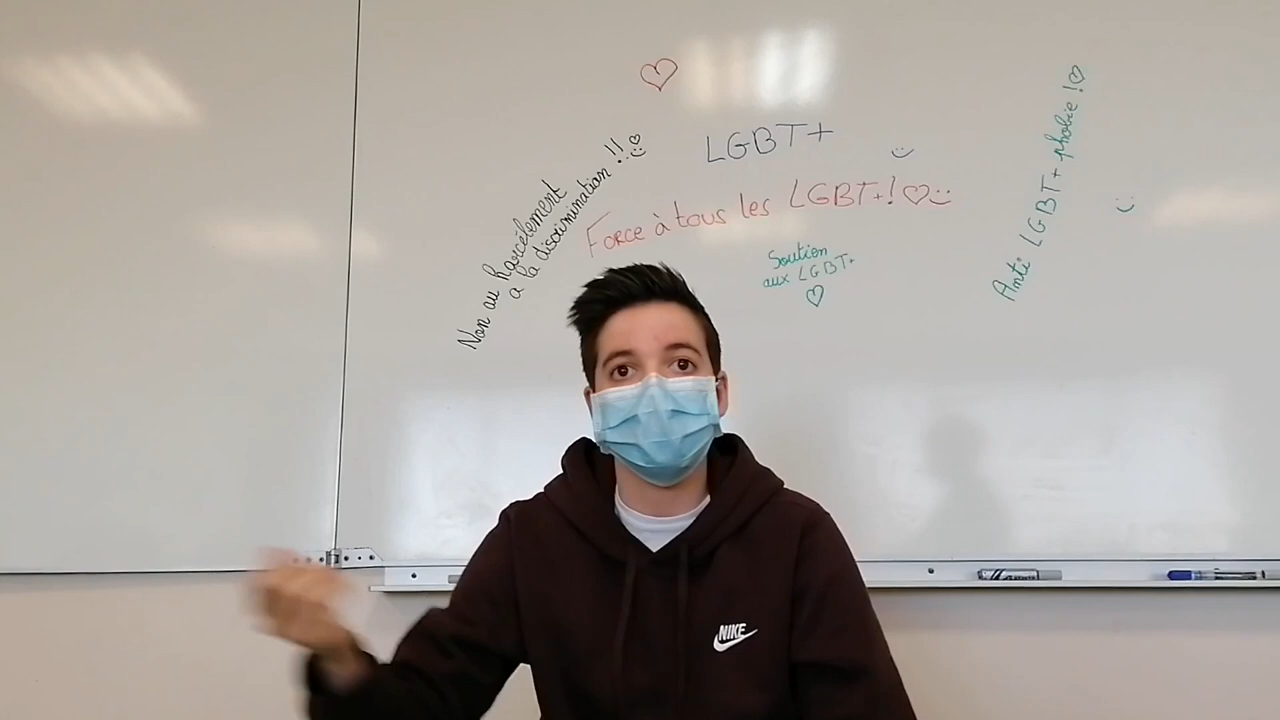 LGBT+
Non au harcèlement
a la discrimination !!
Force à tous les LGBT+!
Soutien
aux LGBT+
Anti LGBT+ phobie !
NIKE